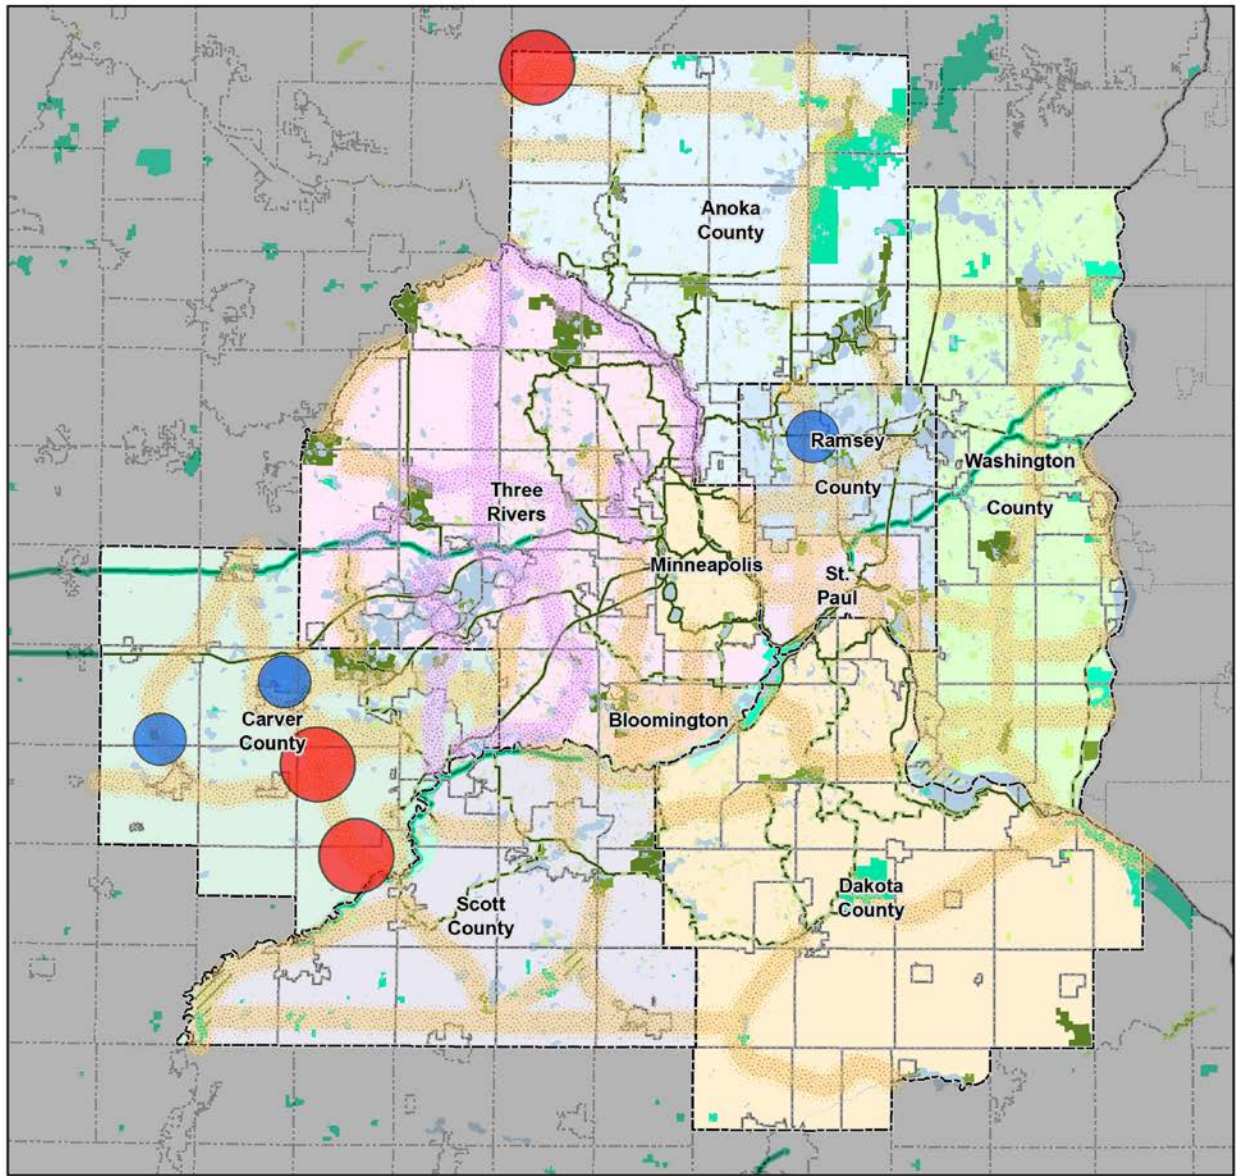 Anoka
County
Ramsey
County
Washington
County
Three
Rivers
Minneapolis
St.
Paul
Carver
County
Bloomington
Dakota
County
Scott
County